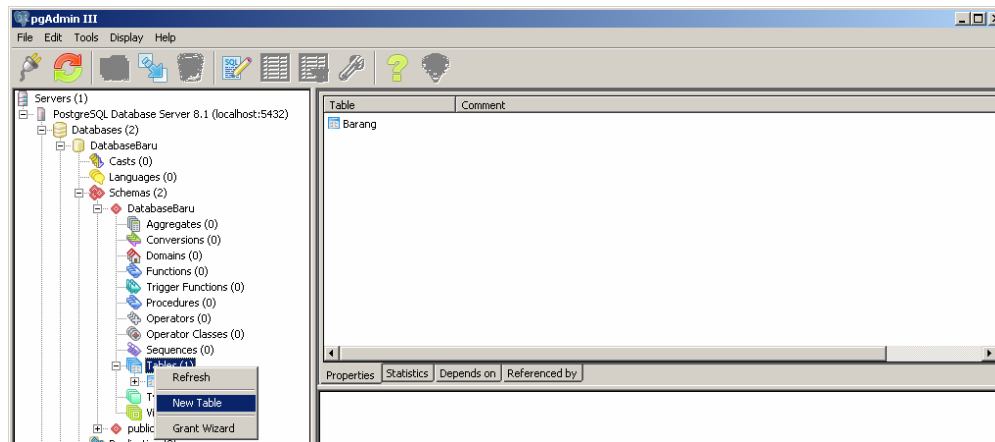 pgAdmin III
File Edit Tools Display Help
SQL
Servers (1)
PostgreSQL Database Server 8.1 (localhost:5432)
Databases (2)
DatabaseBaru
Casts (0)
Languages (0)
Schemas (2)
DatabaseBaru
Aggregates (0)
Conversions (0)
Domains (0)
Functions (0)
Trigger Functions (0)
Procedures (0)
Operators (0)
Operator Classes (0)
Sequences (0)
Tables (1)
Refresh
New Table
Grant Wizard
public
Table Comment
Barang
Properties Statistics Depends on Referenced by